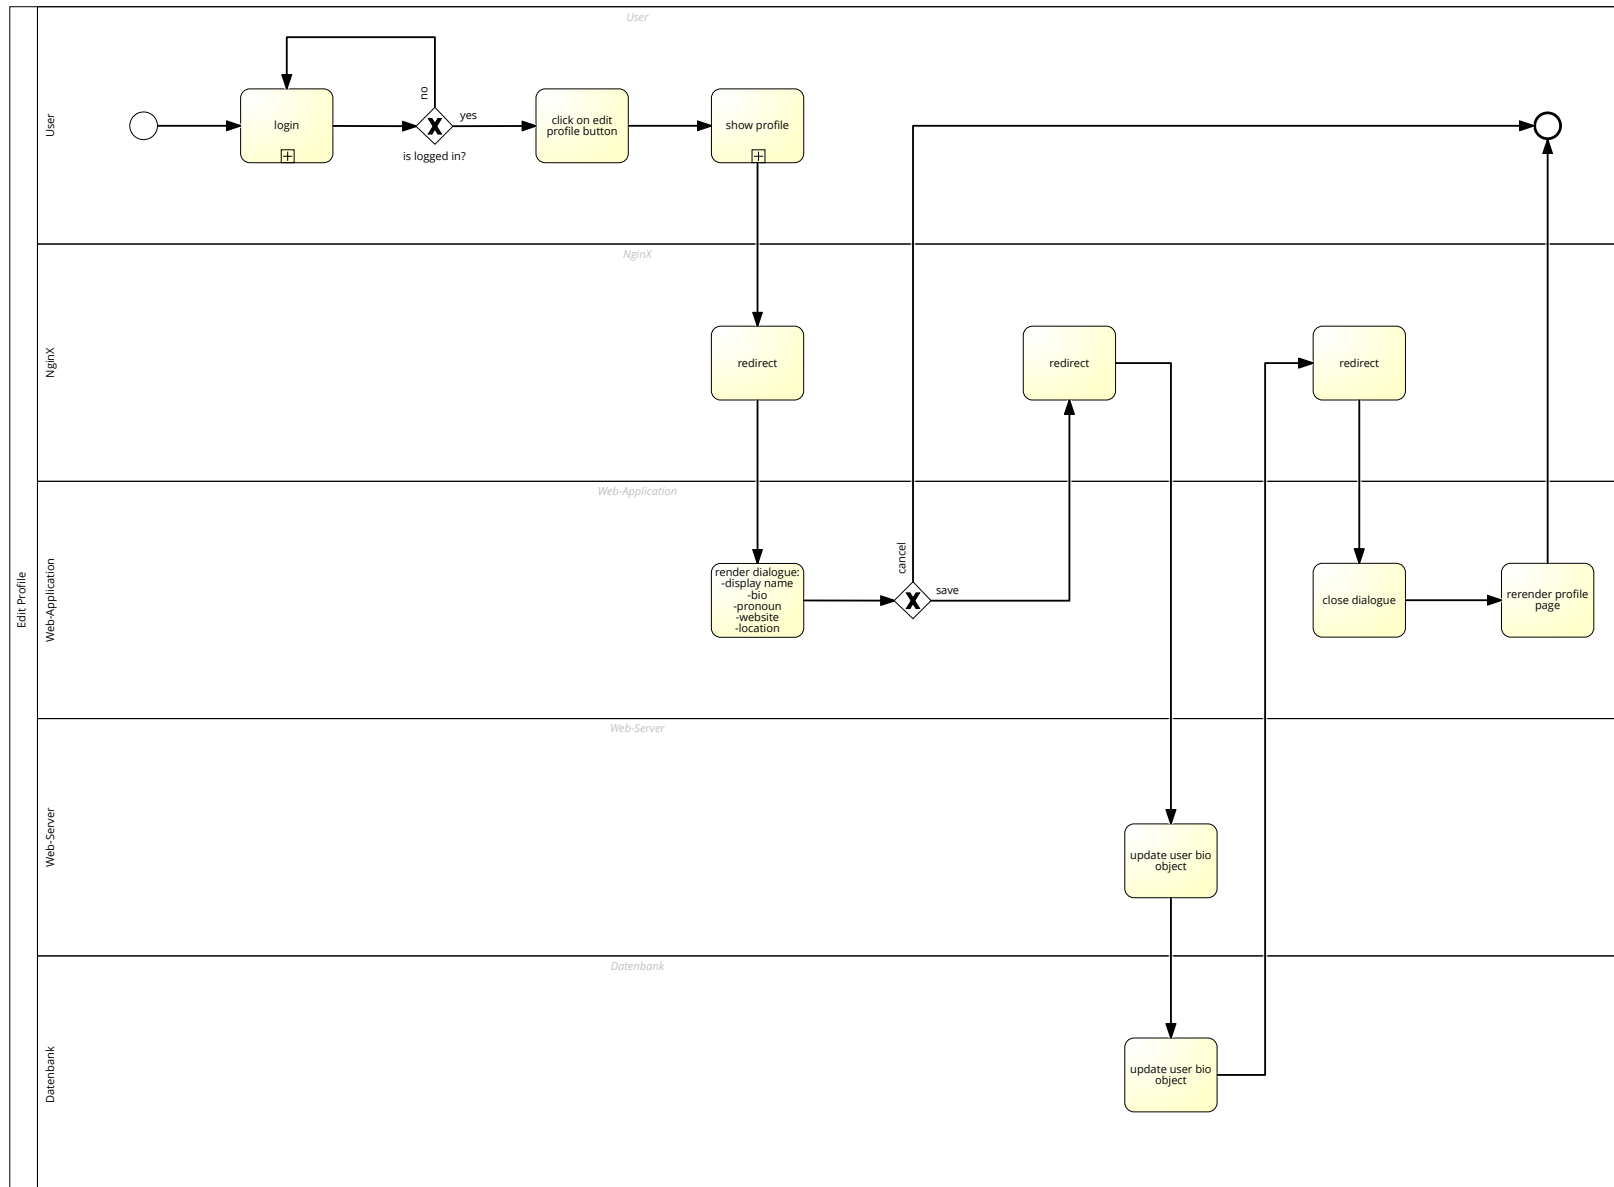 Edit Profile
User
User
no
login
yes
is logged in?
click on edit
profile button
show profile
NginX
NginX
redirect
redirect
redirect
Web-Application
Web-Application
render dialogue:
-display name
-bio
-pronoun
-website
-location
cancel
save
close dialogue
rerender profile
page
Web-Server
Web-Server
update user bio
object
Datenbank
Datenbank
update user bio
object